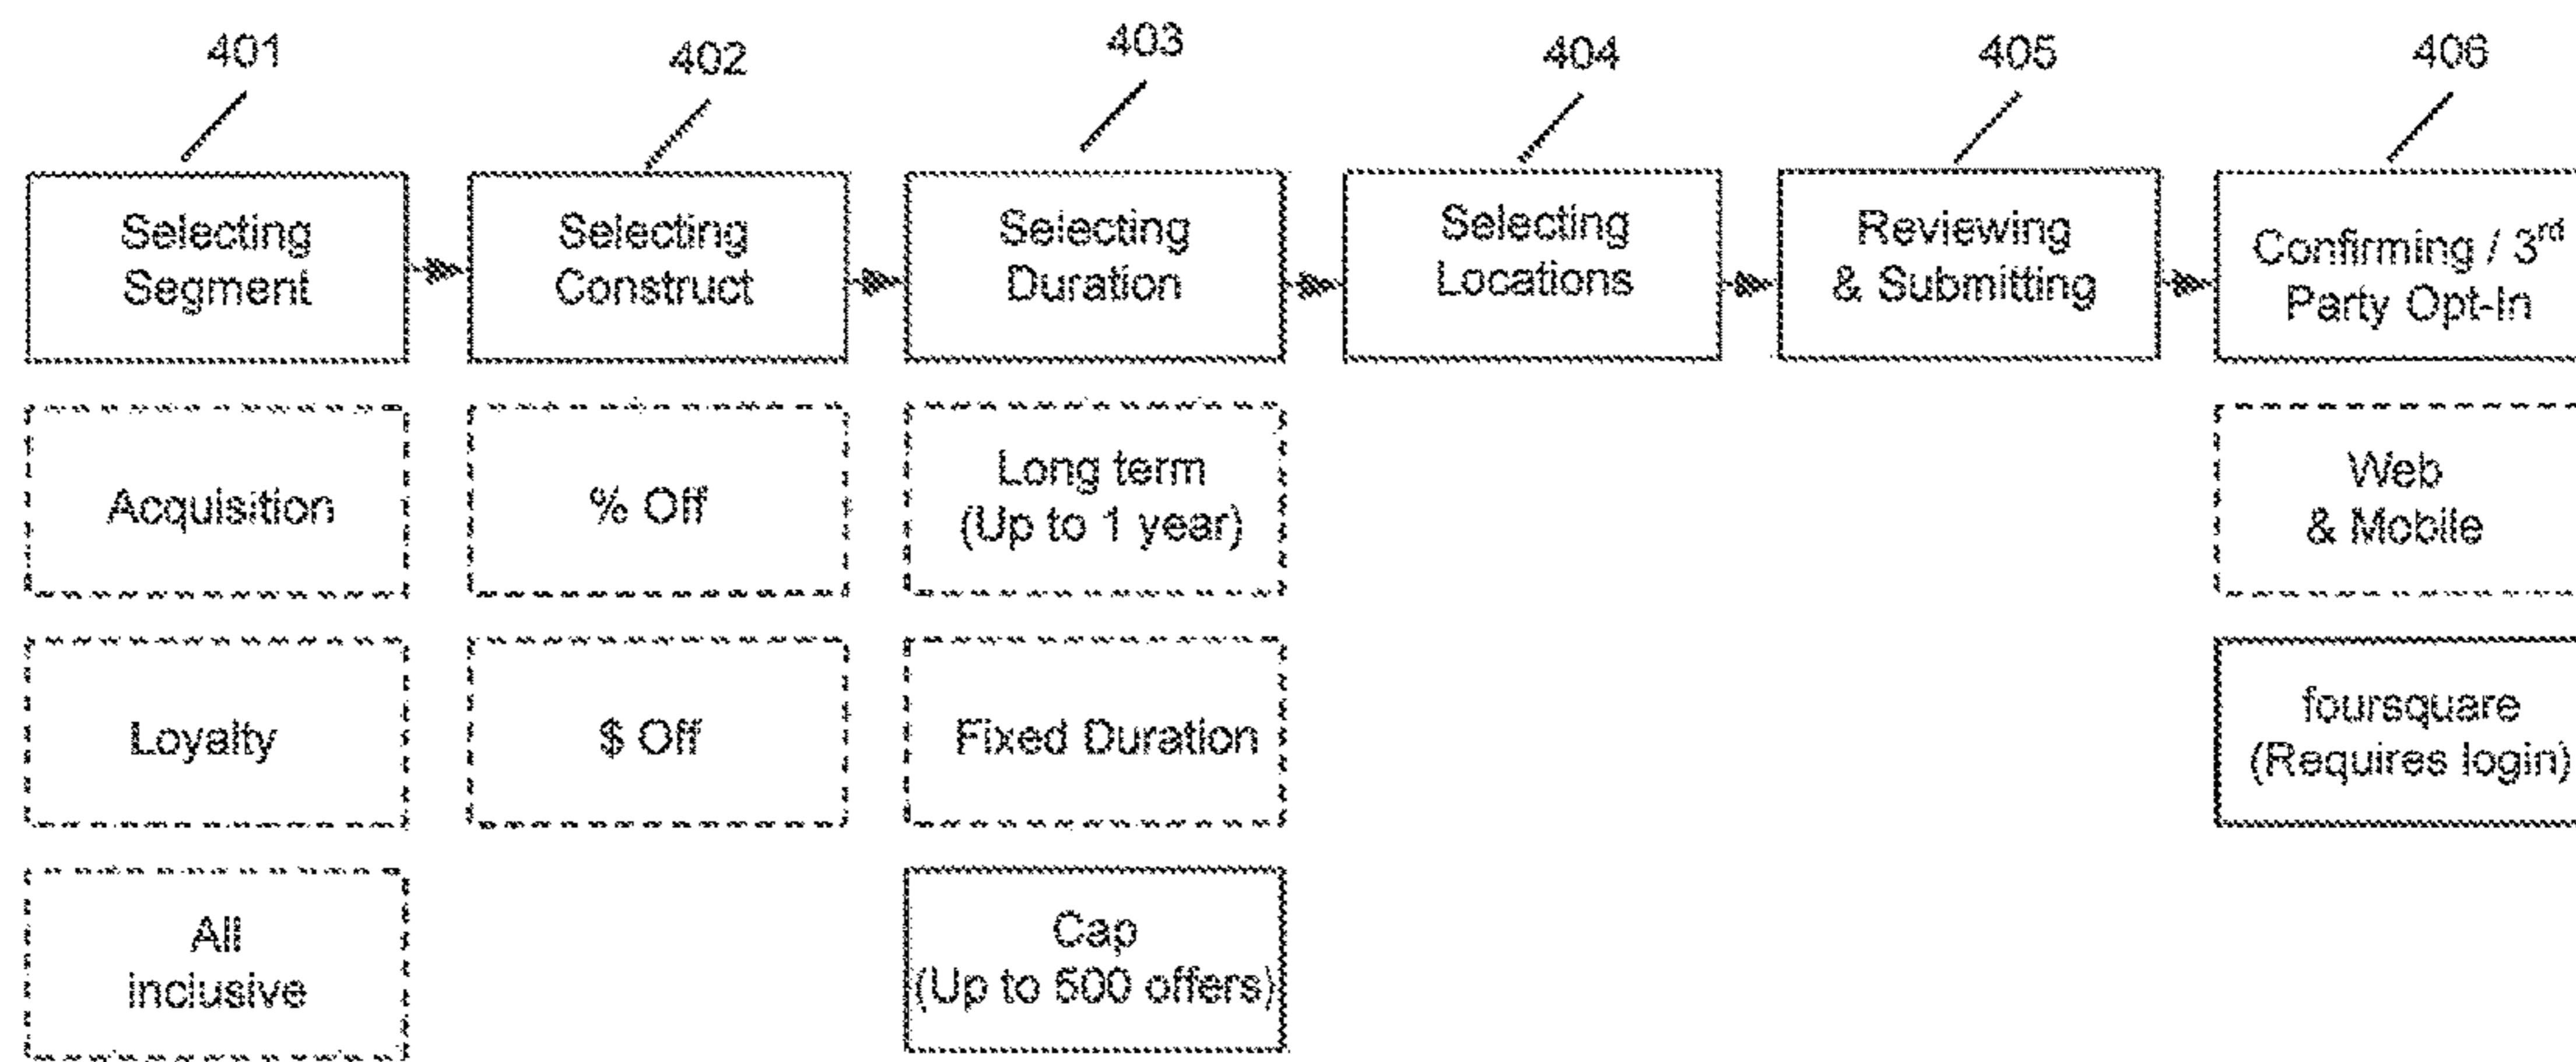 401
402
403
404
405
406
Selecting
Segment
Selecting
Construct
Selecting
Duration
Selecting
Locations
Reviewing
& Submitting
Confirming / 3rd
Party Opt-In
Acquisition
% Off
Long term
(Up to 1 year)
Web
& Mobile
Loyalty
$ Off
Fixed Duration
foursquare
(Requires login)
All
inclusive
Cap
(Up to 500 offers)